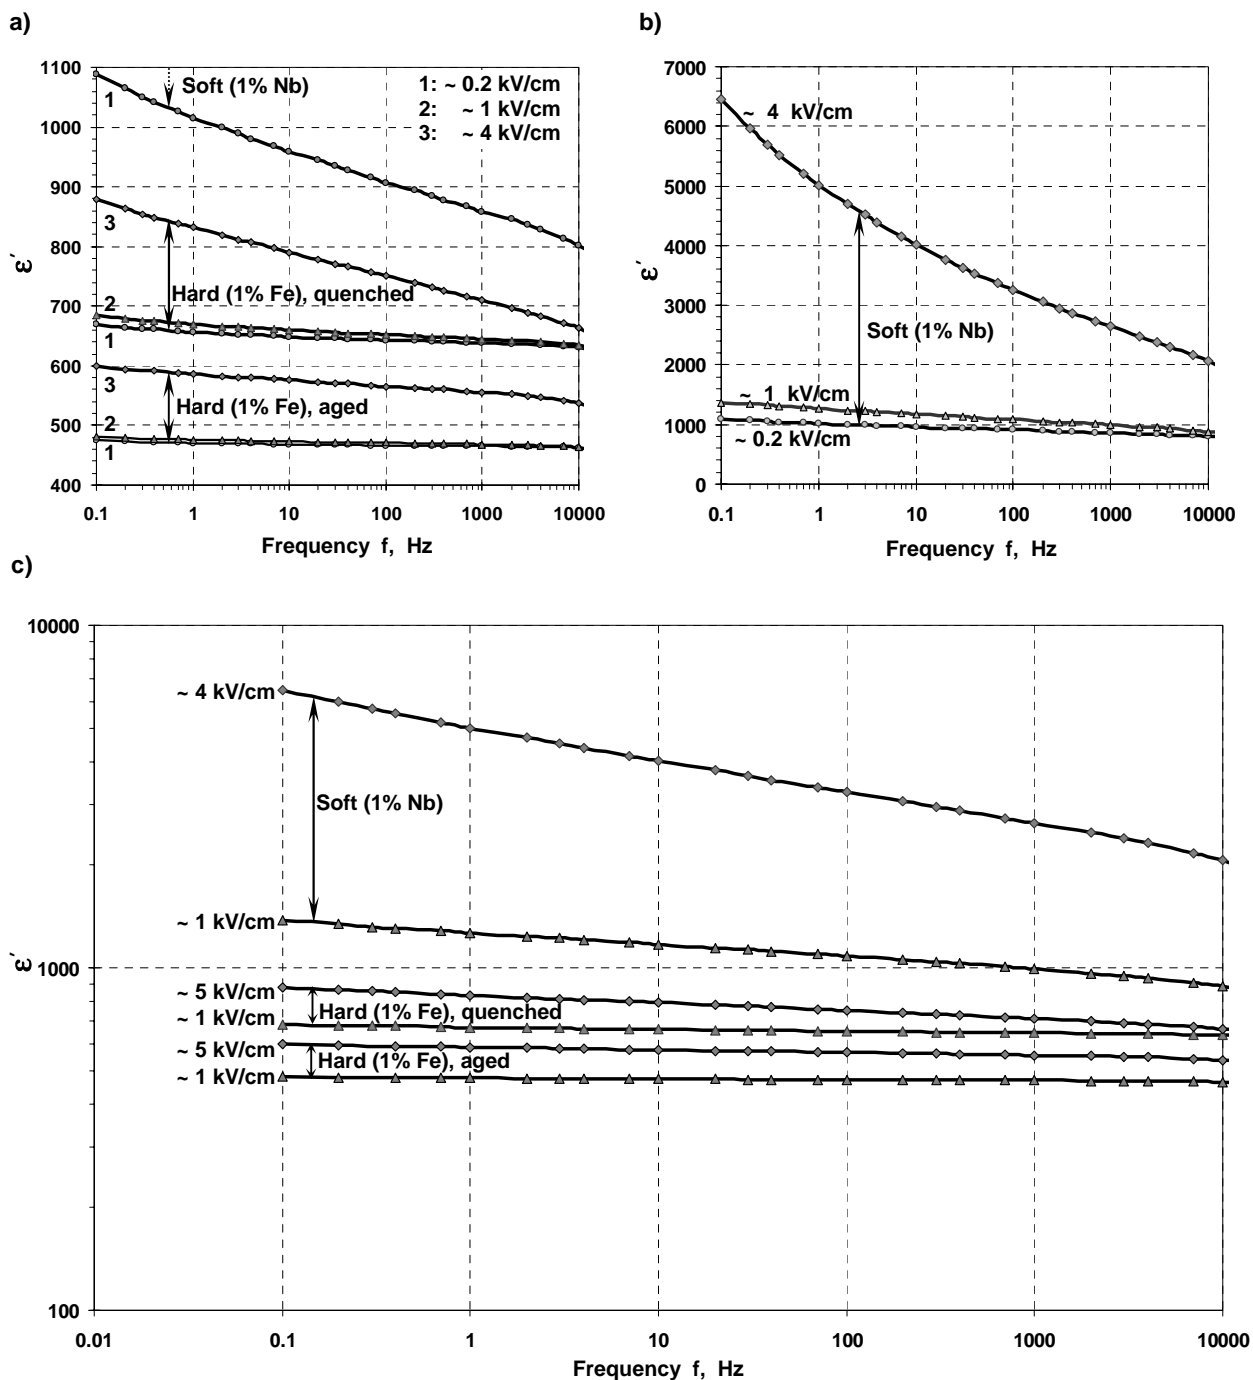 a)
1100
1000
900
800
700
600
500
400
ε′
0.1
1
10
100
1000
10000
Frequency f, Hz
Soft (1% Nb)
1: ~ 0.2 kV/cm
2: ~ 1 kV/cm
3: ~ 4 kV/cm
1
3
Hard (1% Fe), quenched
2
1
3
Hard (1% Fe), aged
2
1
b)
7000
6000
5000
4000
3000
2000
1000
0
ε′
0.1
1
10
100
1000
10000
Frequency f, Hz
~ 4 kV/cm
Soft (1% Nb)
~ 1 kV/cm
~ 0.2 kV/cm
c)
10000
1000
100
ε′
0.01
0.1
1
10
100
1000
10000
Frequency f, Hz
~ 4 kV/cm
Soft (1% Nb)
~ 1 kV/cm
~ 5 kV/cm
Hard (1% Fe), quenched
~ 1 kV/cm
~ 5 kV/cm
Hard (1% Fe), aged
~ 1 kV/cm